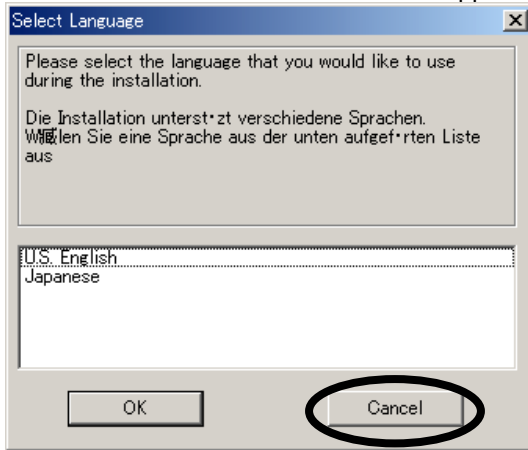 Select Language
Please select the language that you would like to use
during the installation.
Die Installation unterst・zt verschiedene Sprachen.
W臧len Sie eine Sprache aus der unten aufgef・rten Liste
aus
U.S. English
Japanese
OK
Cancel